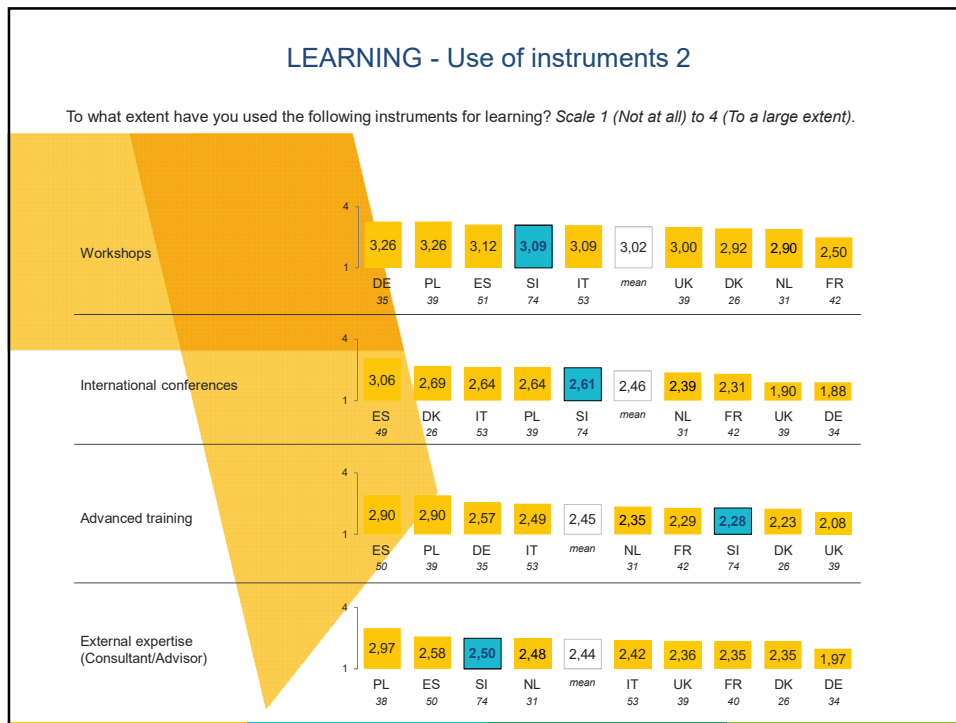 LEARNING - Use of instruments 2
To what extent have you used the following instruments for learning? Scale 1 (Not at all) to 4 (To a large extent).
Workshops
4
1
3,26 3,26 3,12 3,09 3,09 3,02 3,00 2,92 2,90 2,50
DE PL ES SI IT mean UK DK NL FR
35 39 51 74 53 39 26 31 42
International conferences
4
1
3,06 2,69 2,64 2,64 2,61 2,46 2,39 2,31 1,90 1,88
ES DK IT PL SI mean NL FR UK DE
49 26 53 39 74 31 42 39 34
Advanced training
4
1
2,90 2,90 2,57 2,49 2,45 2,35 2,29 2,28 2,23 2,08
ES PL DE IT mean NL FR SI DK UK
50 39 35 53 31 42 74 26 39
External expertise
(Consultant/Advisor)
4
1
2,97 2,58 2,50 2,48 2,44 2,42 2,36 2,35 2,35 1,97
PL ES SI NL mean IT UK FR DK DE
38 50 74 31 53 39 40 26 34